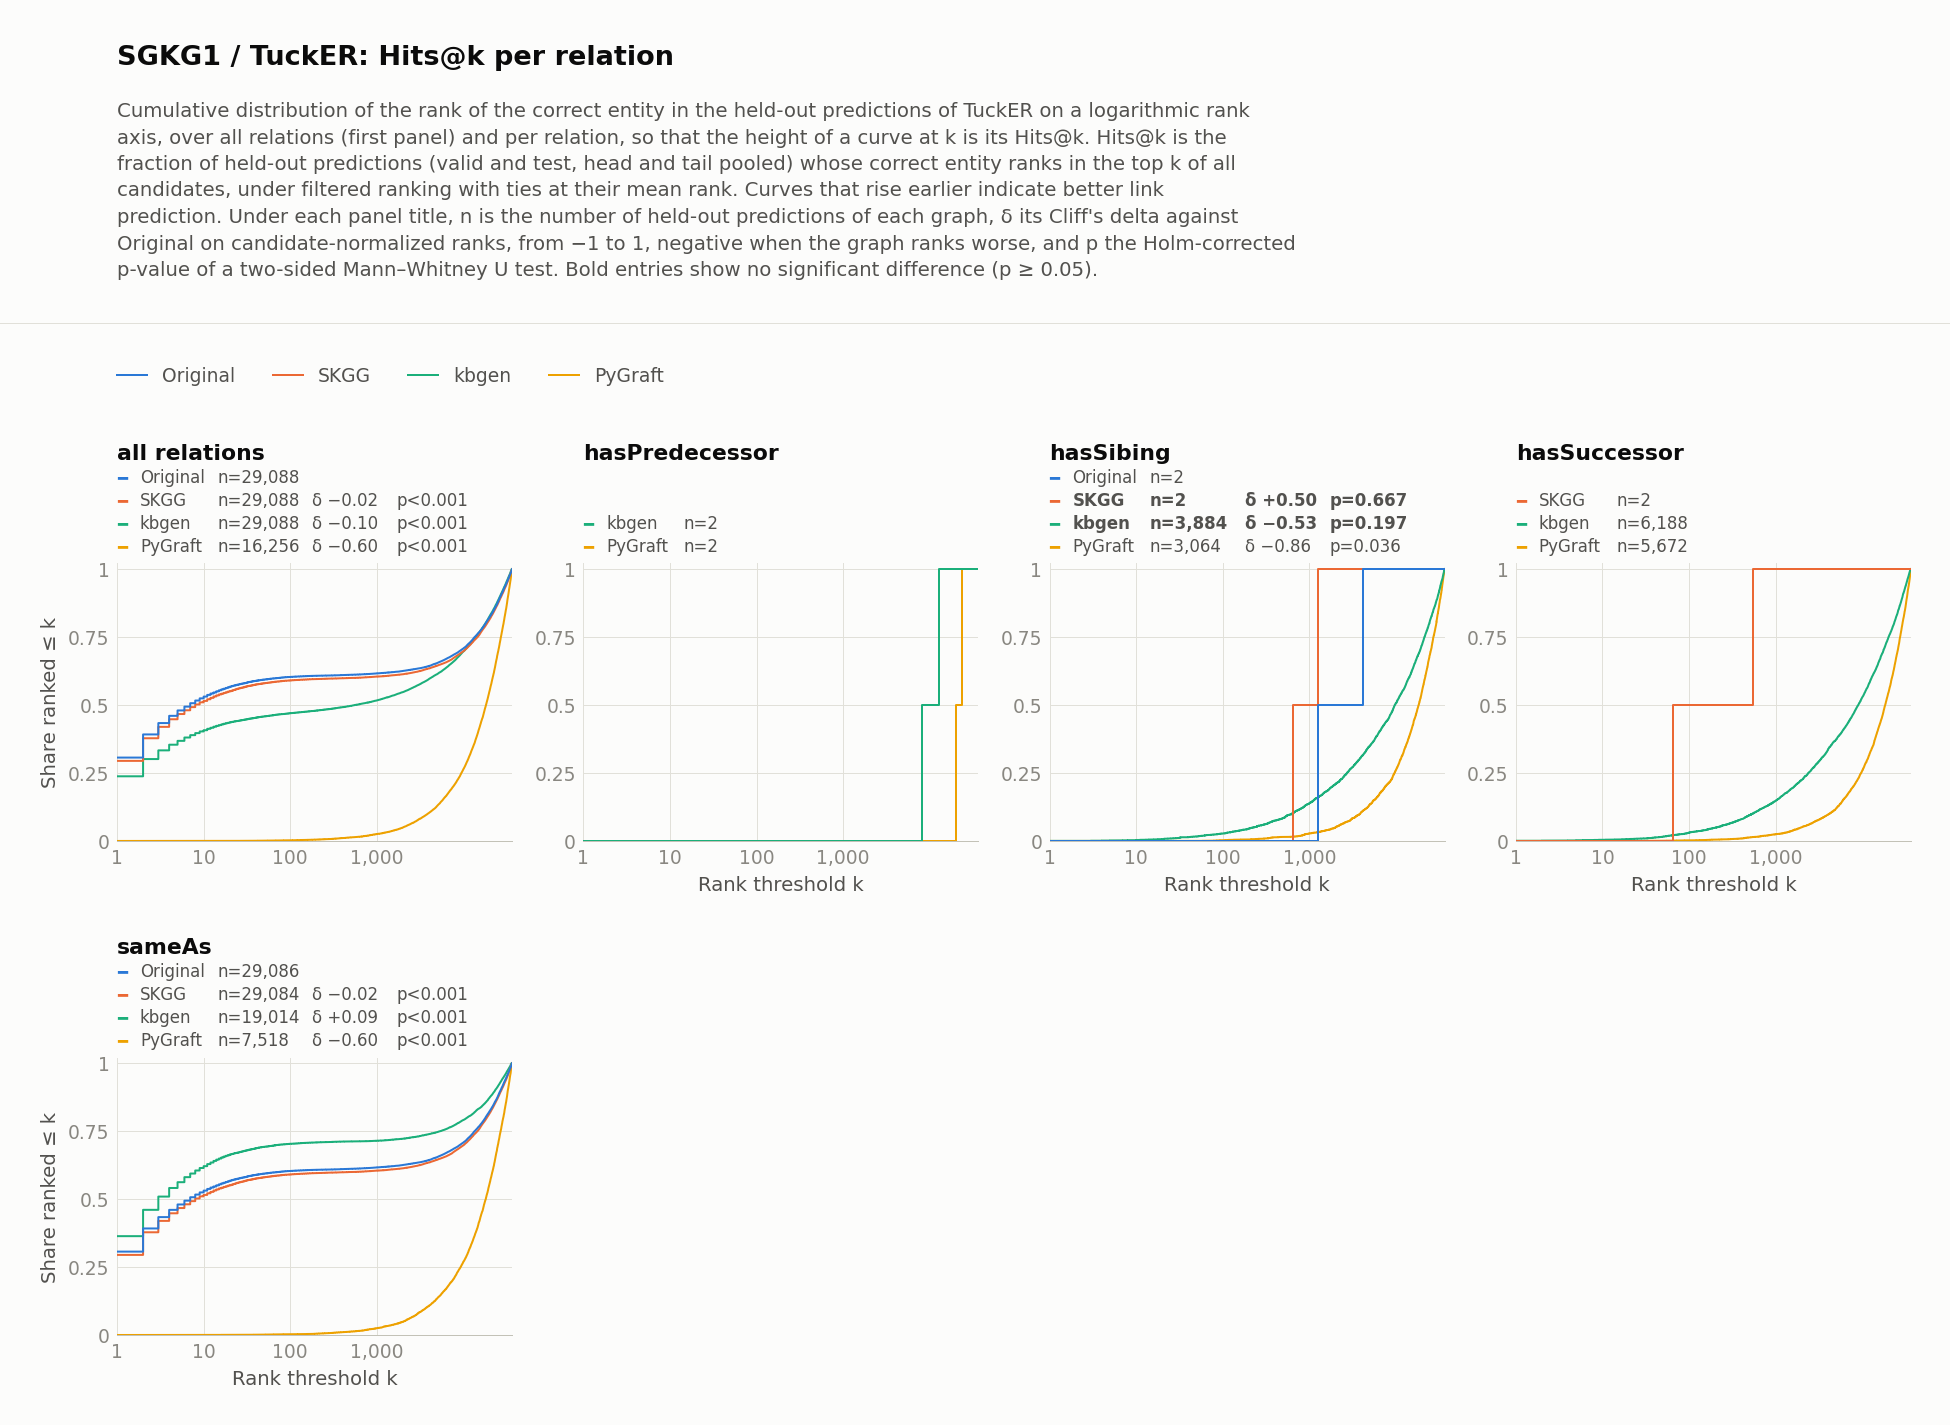 SGKG1 / TuckER: Hits@k per relation
Cumulative distribution of the rank of the correct entity in the held-out predictions of TuckER on a logarithmic rank
axis, over all relations (first panel) and per relation, so that the height of a curve at k is its Hits@k. Hits@k is the
fraction of held-out predictions (valid and test, head and tail pooled) whose correct entity ranks in the top k of all
candidates, under filtered ranking with ties at their mean rank. Curves that rise earlier indicate better link
prediction. Under each panel title, n is the number of held-out predictions of each graph, δ its Cliff's delta against
Original on candidate-normalized ranks, from −1 to 1, negative when the graph ranks worse, and p the Holm-corrected
p-value of a two-sided Mann–Whitney U test. Bold entries show no significant difference (p ≥ 0.05).
Original SKGG kbgen PyGraft
all relations
Original n=29,088
SKGG n=29,088 δ −0.02 p<0.001
kbgen n=29,088 δ −0.10 p<0.001
PyGraft n=16,256 δ −0.60 p<0.001
1
0.75
0.5
0.25
0
Share ranked ≤ k
1 10 100 1,000
hasPredecessor
kbgen n=2
PyGraft n=2
1
0.75
0.5
0.25
0
1 10 100 1,000
Rank threshold k
hasSibing
Original n=2
SKGG n=2 δ +0.50 p=0.667
kbgen n=3,884 δ −0.53 p=0.197
PyGraft n=3,064 δ −0.86 p=0.036
1
0.75
0.5
0.25
0
1 10 100 1,000
Rank threshold k
hasSuccessor
SKGG n=2
kbgen n=6,188
PyGraft n=5,672
1
0.75
0.5
0.25
0
1 10 100 1,000
Rank threshold k
sameAs
Original n=29,086
SKGG n=29,084 δ −0.02 p<0.001
kbgen n=19,014 δ +0.09 p<0.001
PyGraft n=7,518 δ −0.60 p<0.001
1
0.75
0.5
0.25
0
Share ranked ≤ k
1 10 100 1,000
Rank threshold k